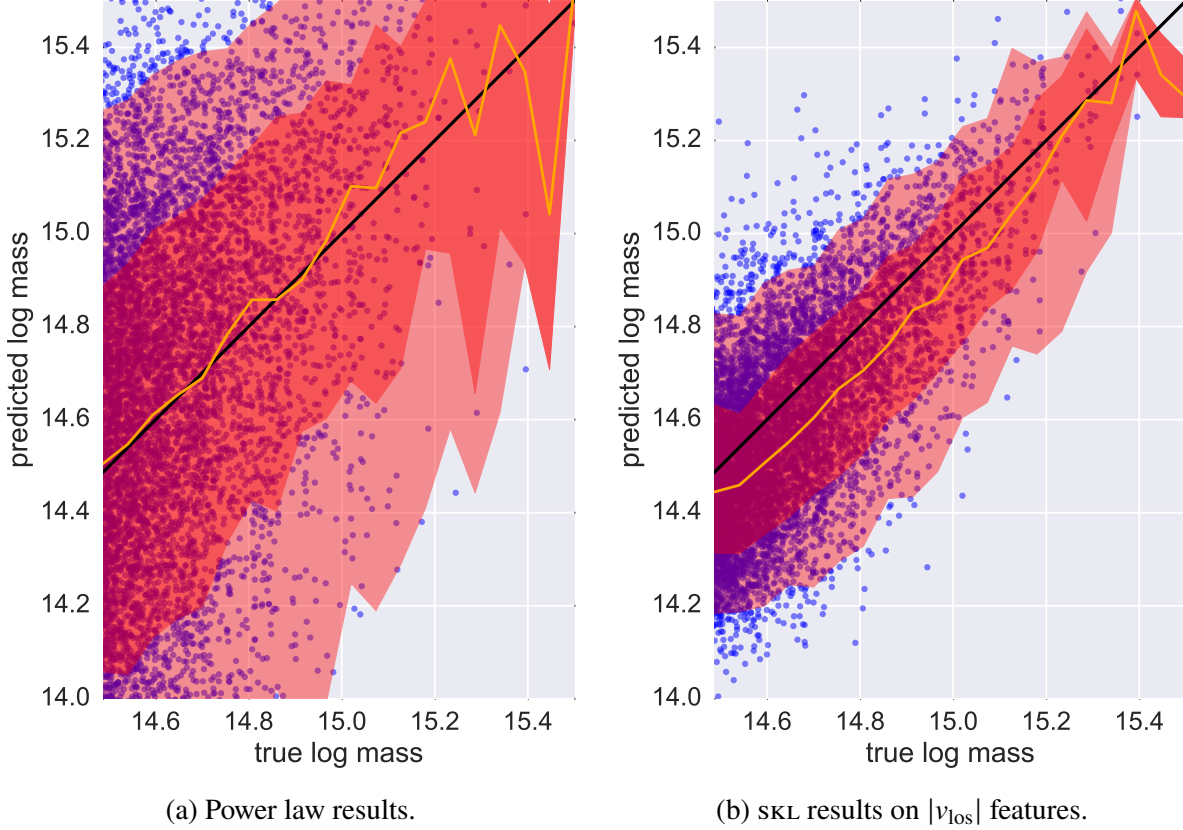 15.4
15.2
15.0
14.8
14.6
14.4
14.2
14.0
predicted log mass
14.6 14.8 15.0 15.2 15.4
true log mass
(a) Power law results.
15.4
15.2
15.0
14.8
14.6
14.4
14.2
14.0
predicted log mass
14.6 14.8 15.0 15.2 15.4
true log mass
(b) SKL results on |v_los| features.